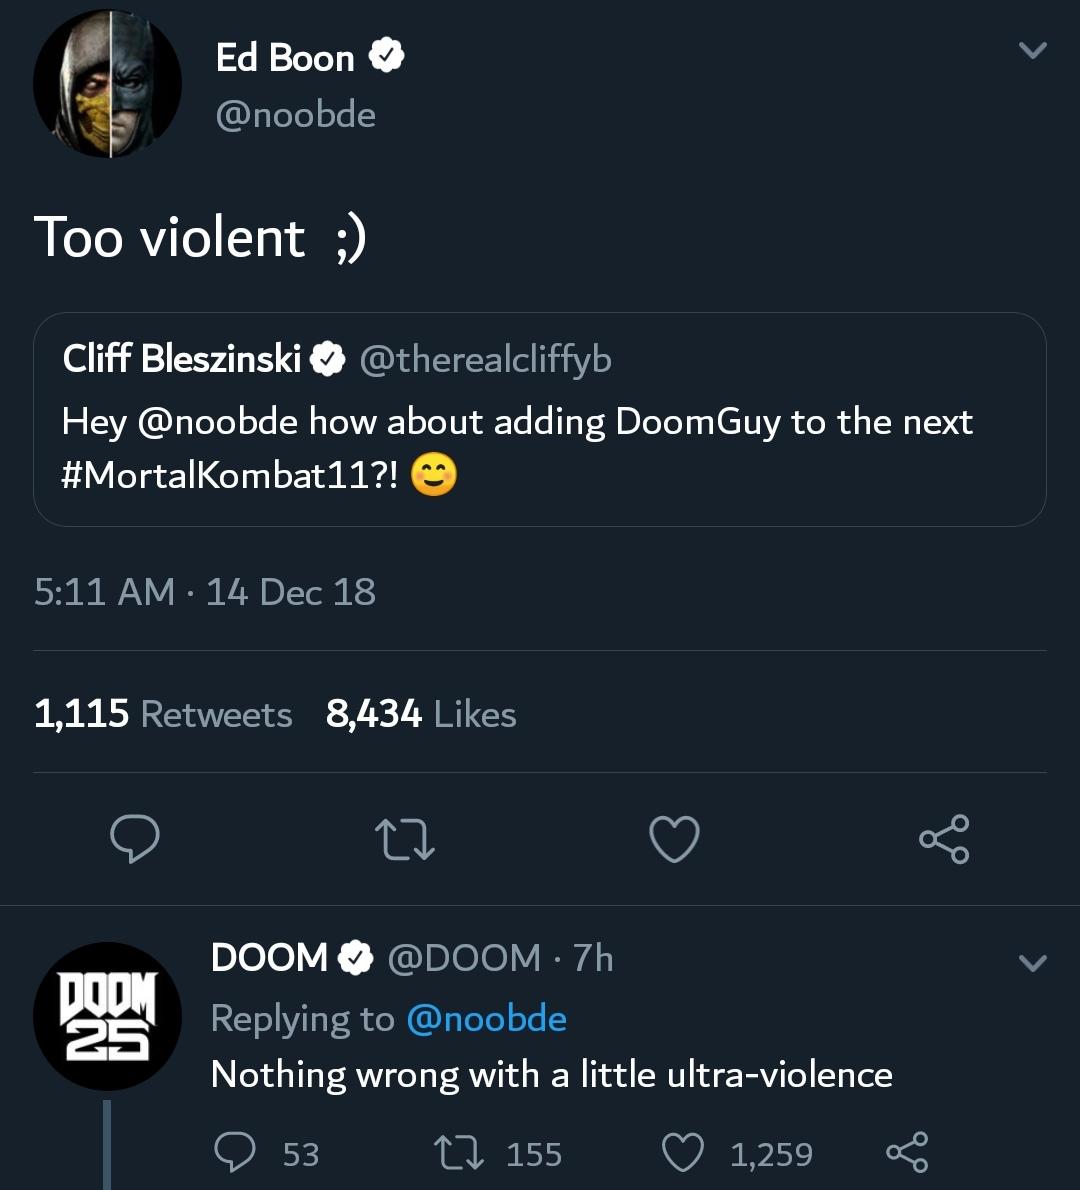 Ed Boon
@noobde
Too violent ;)
Cliff Bleszinski @therealcliffyb
Hey @noobde how about adding DoomGuy to the next
#MortalKombat11?! 😊
5:11 AM · 14 Dec 18
1,115 Retweets 8,434 Likes
DOOM @DOOM · 7h
DOOM
25
Replying to @noobde
Nothing wrong with a little ultra-violence
53 155 1,259